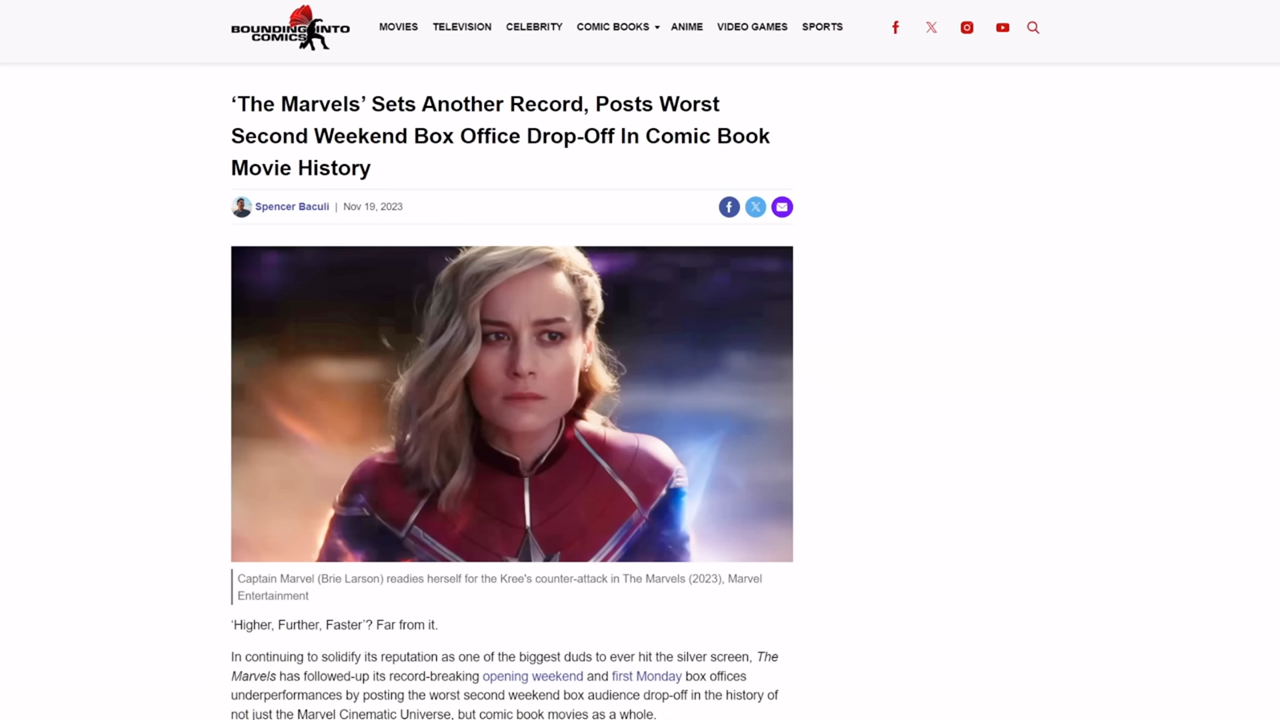 BOUNDING INTO
COMICS
MOVIES TELEVISION CELEBRITY COMIC BOOKS ANIME VIDEO GAMES SPORTS
‘The Marvels’ Sets Another Record, Posts Worst
Second Weekend Box Office Drop-Off In Comic Book
Movie History
Spencer Baculi | Nov 19, 2023
Captain Marvel (Brie Larson) readies herself for the Kree's counter-attack in The Marvels (2023), Marvel
Entertainment
‘Higher, Further, Faster’? Far from it.
In continuing to solidify its reputation as one of the biggest duds to ever hit the silver screen, The
Marvels has followed-up its record-breaking opening weekend and first Monday box offices
underperformances by posting the worst second weekend box audience drop-off in the history of
not just the Marvel Cinematic Universe, but comic book movies as a whole.